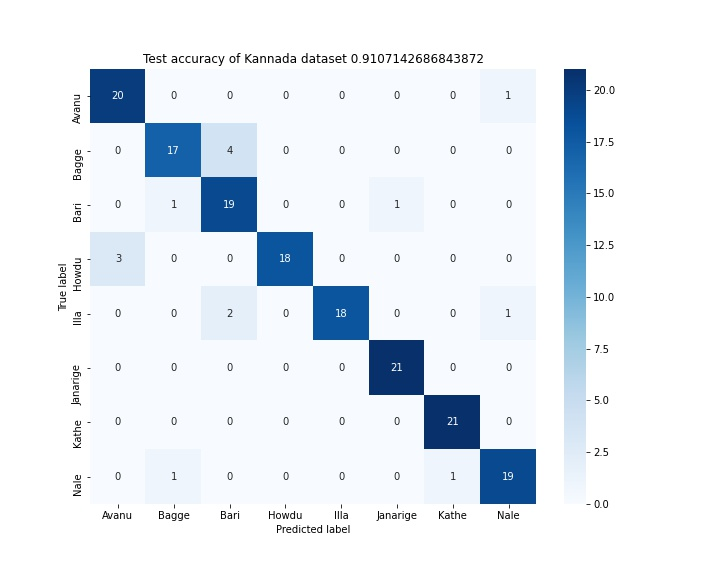 Test accuracy of Kannada dataset 0.9107142686843872
Avanu 20 0 0 0 0 0 0 1
Bagge 0 17 4 0 0 0 0 0
Bari 0 1 19 0 0 1 0 0
Howdu 3 0 0 18 0 0 0 0
Illa 0 0 2 0 18 0 0 1
Janarige 0 0 0 0 0 21 0 0
Kathe 0 0 0 0 0 0 21 0
Nale 0 1 0 0 0 0 1 19
True label
Avanu Bagge Bari Howdu Illa Janarige Kathe Nale
Predicted label
20.0
17.5
15.0
12.5
10.0
7.5
5.0
2.5
0.0